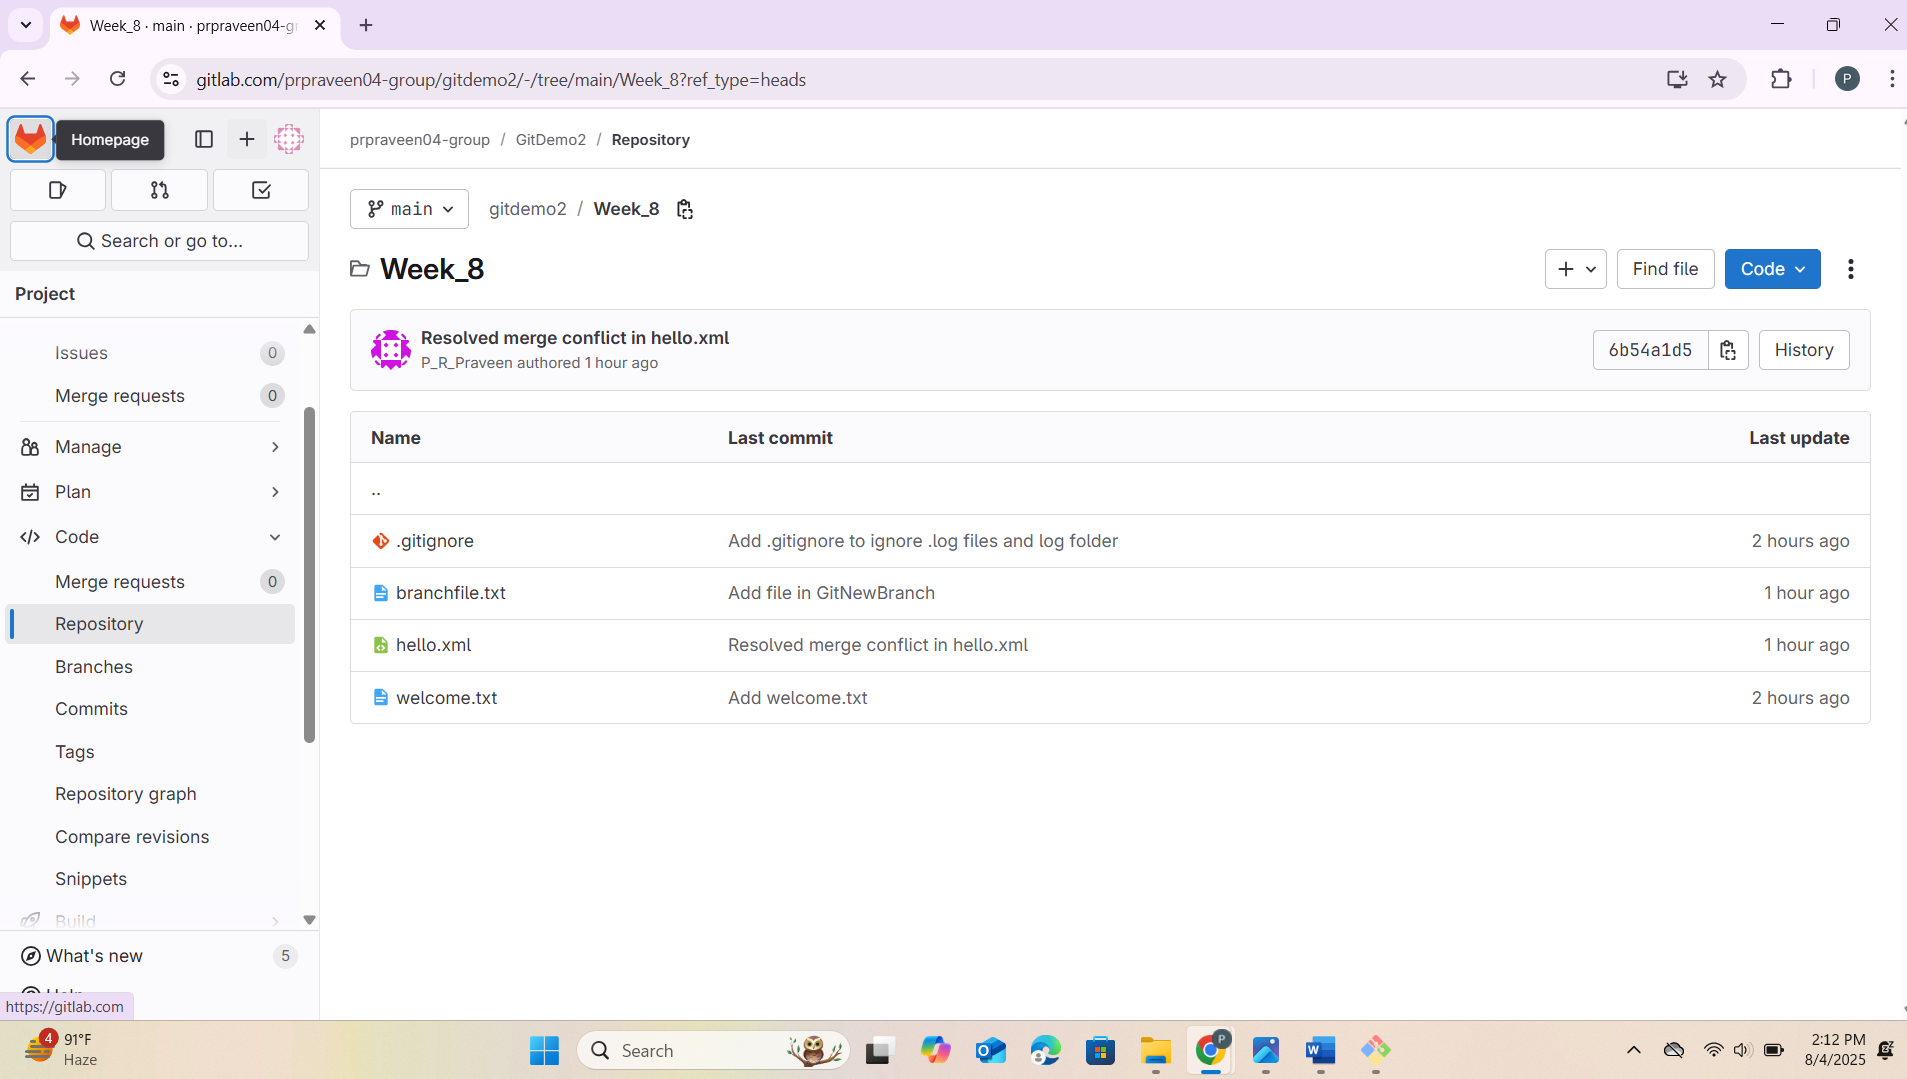 Week_8 · main · prpraveen04-gr
gitlab.com/prpraveen04-group/gitdemo2/-/tree/main/Week_8?ref_type=heads
P
Homepage
prpraveen04-group / GitDemo2 / Repository
main
gitdemo2 / Week_8
Search or go to...
Week_8
Find file
Code
Project
Resolved merge conflict in hello.xml
P_R_Praveen authored 1 hour ago
6b54a1d5
History
Issues 0
Merge requests 0
Manage
Plan
Code
Merge requests 0
Repository
Branches
Commits
Tags
Repository graph
Compare revisions
Snippets
Build
What's new 5
Help
https://gitlab.com
Name Last commit Last update
..
.gitignore Add .gitignore to ignore .log files and log folder 2 hours ago
branchfile.txt Add file in GitNewBranch 1 hour ago
hello.xml Resolved merge conflict in hello.xml 1 hour ago
welcome.txt Add welcome.txt 2 hours ago
4
91°F
Haze
Search
P
2:12 PM
8/4/2025